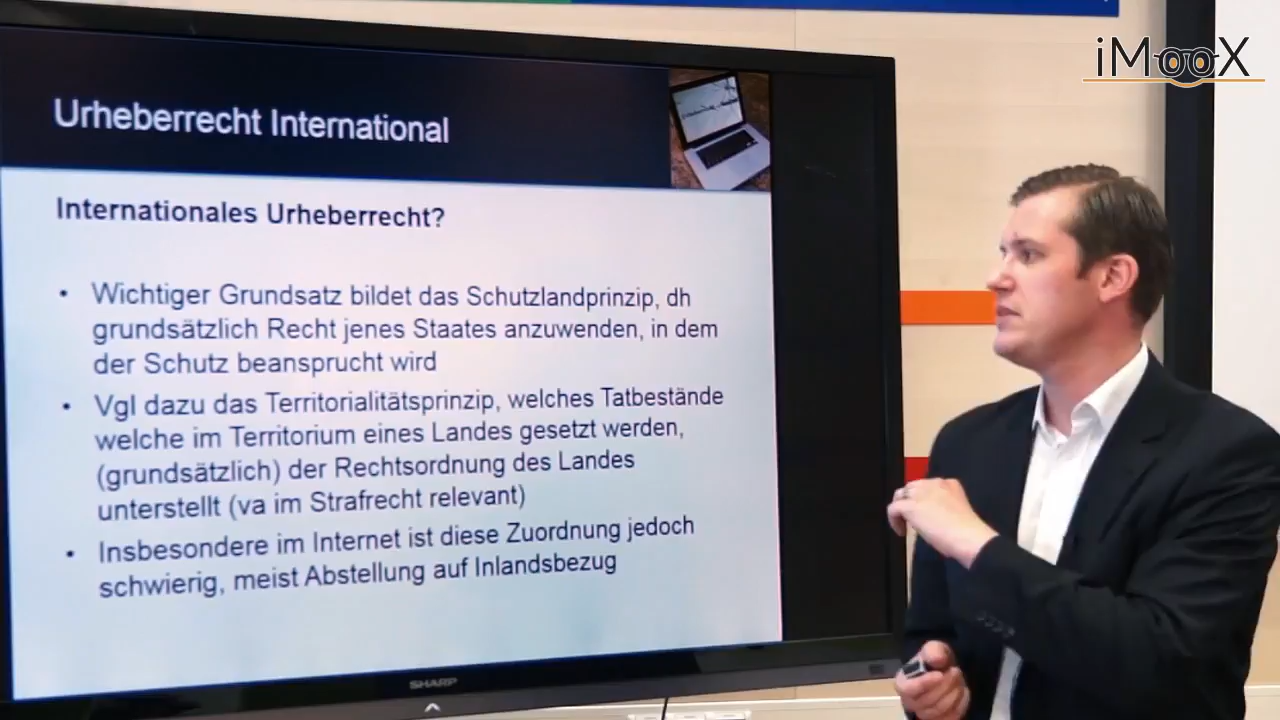 iMooX
Urheberrecht International
Internationales Urheberrecht?
• Wichtiger Grundsatz bildet das Schutzlandprinzip, dh
grundsätzlich Recht jenes Staates anzuwenden, in dem
der Schutz beansprucht wird
• Vgl dazu das Territorialitätsprinzip, welches Tatbestände
welche im Territorium eines Landes gesetzt werden,
(grundsätzlich) der Rechtsordnung des Landes
unterstellt (va im Strafrecht relevant)
• Insbesondere im Internet ist diese Zuordnung jedoch
schwierig, meist Abstellung auf Inlandsbezug
SHARP